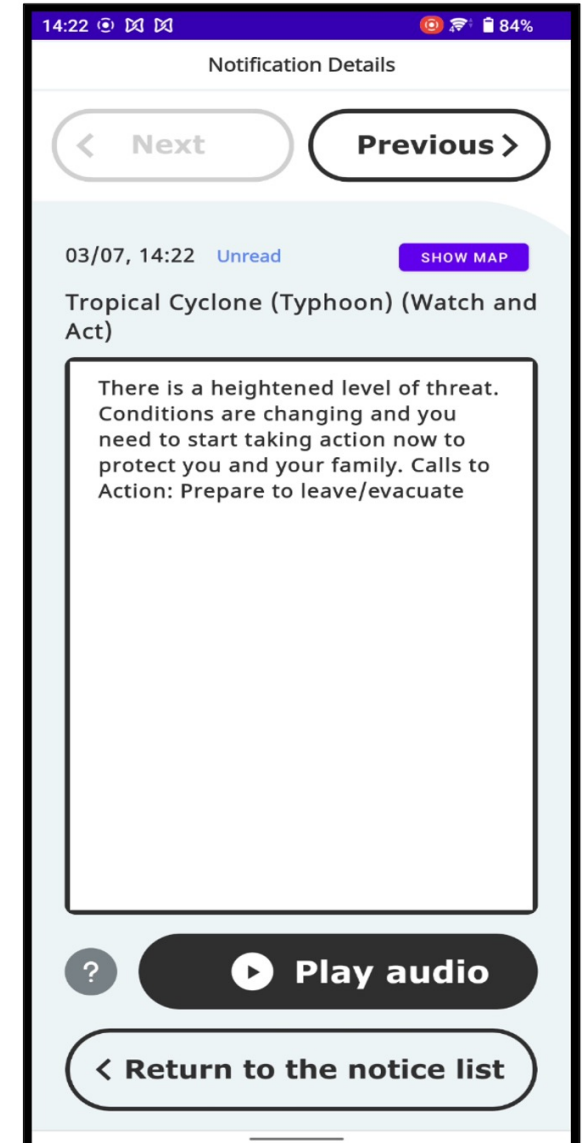 14:22 84%
Notification Details
Next Previous
03/07, 14:22 Unread SHOW MAP
Tropical Cyclone (Typhoon) (Watch and
Act)
There is a heightened level of threat.
Conditions are changing and you
need to start taking action now to
protect you and your family. Calls to
Action: Prepare to leave/evacuate
? Play audio
< Return to the notice list